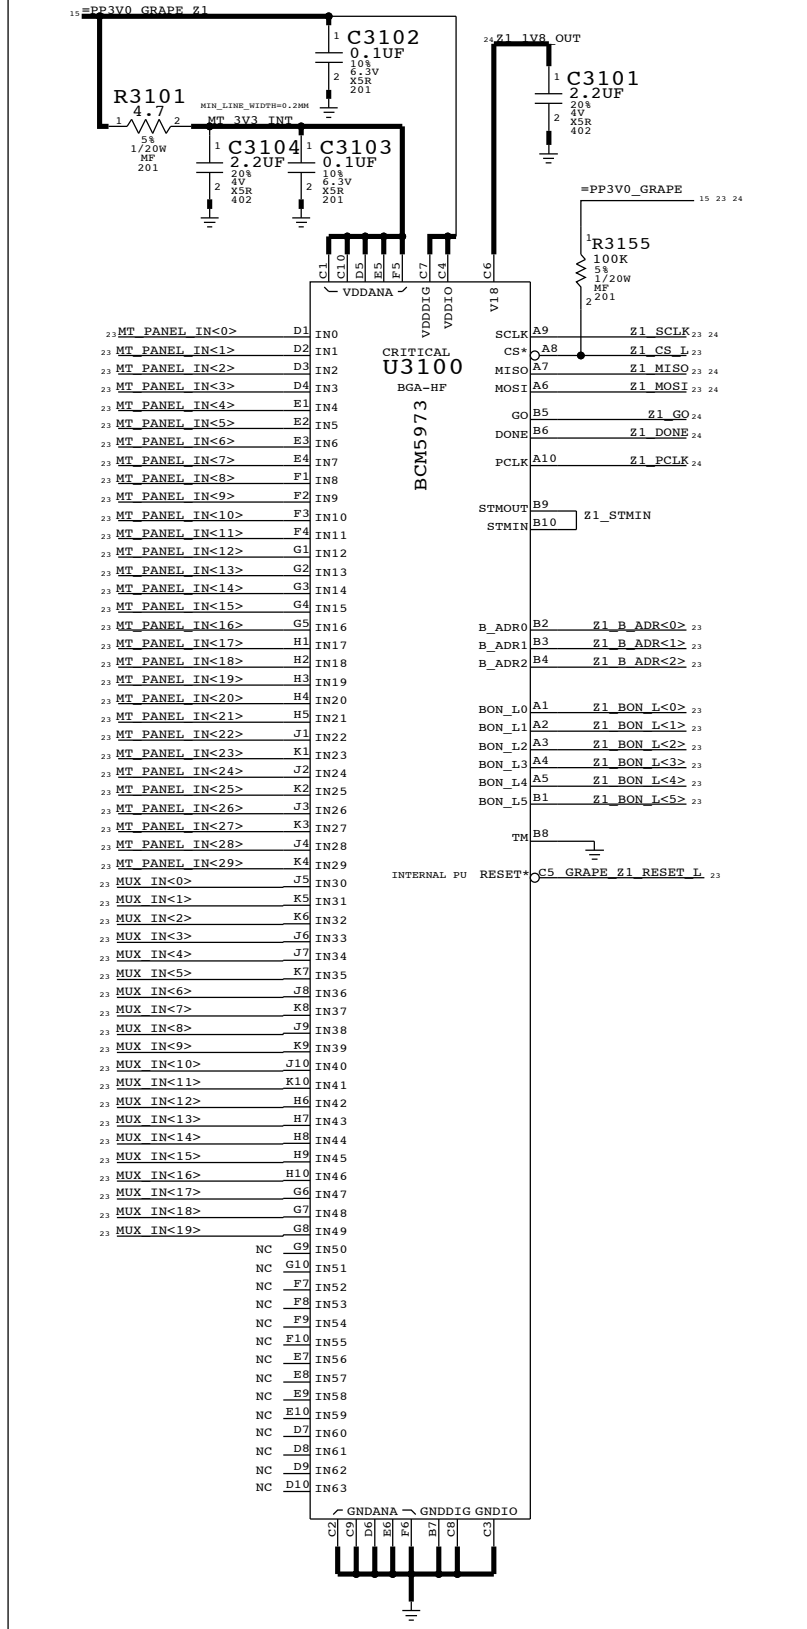 15 =PP3V0_GRAPE_Z1
1 C3102
0.1UF
10%
2 6.3V
X5R
201
24 Z1_1V8_OUT
1 C3101
2.2UF
20%
2 4V
X5R
402
R3101
4.7
1 2
5%
1/20W
MF
201
MIN_LINE_WIDTH=0.2MM
MT_3V3_INT
1 C3104
2.2UF
20%
2 4V
X5R
402
1 C3103
0.1UF
10%
2 6.3V
X5R
201
=PP3V0_GRAPE 15 23 24
1 R3155
100K
5%
1/20W
MF
2 201
C1 C10 D5 E5 F5 C7 C4 C6
VDDANA VDDDIG VDDIO V18
CRITICAL
U3100
BGA-HF
BCM5973
23 MT_PANEL_IN<0> D1 IN0
23 MT_PANEL_IN<1> D2 IN1
23 MT_PANEL_IN<2> D3 IN2
23 MT_PANEL_IN<3> D4 IN3
23 MT_PANEL_IN<4> E1 IN4
23 MT_PANEL_IN<5> E2 IN5
23 MT_PANEL_IN<6> E3 IN6
23 MT_PANEL_IN<7> E4 IN7
23 MT_PANEL_IN<8> F1 IN8
23 MT_PANEL_IN<9> F2 IN9
23 MT_PANEL_IN<10> F3 IN10
23 MT_PANEL_IN<11> F4 IN11
23 MT_PANEL_IN<12> G1 IN12
23 MT_PANEL_IN<13> G2 IN13
23 MT_PANEL_IN<14> G3 IN14
23 MT_PANEL_IN<15> G4 IN15
23 MT_PANEL_IN<16> G5 IN16
23 MT_PANEL_IN<17> H1 IN17
23 MT_PANEL_IN<18> H2 IN18
23 MT_PANEL_IN<19> H3 IN19
23 MT_PANEL_IN<20> H4 IN20
23 MT_PANEL_IN<21> H5 IN21
23 MT_PANEL_IN<22> J1 IN22
23 MT_PANEL_IN<23> K1 IN23
23 MT_PANEL_IN<24> J2 IN24
23 MT_PANEL_IN<25> K2 IN25
23 MT_PANEL_IN<26> J3 IN26
23 MT_PANEL_IN<27> K3 IN27
23 MT_PANEL_IN<28> J4 IN28
23 MT_PANEL_IN<29> K4 IN29
23 MUX_IN<0> J5 IN30
23 MUX_IN<1> K5 IN31
23 MUX_IN<2> K6 IN32
23 MUX_IN<3> J6 IN33
23 MUX_IN<4> J7 IN34
23 MUX_IN<5> K7 IN35
23 MUX_IN<6> J8 IN36
23 MUX_IN<7> K8 IN37
23 MUX_IN<8> J9 IN38
23 MUX_IN<9> K9 IN39
23 MUX_IN<10> J10 IN40
23 MUX_IN<11> K10 IN41
23 MUX_IN<12> H6 IN42
23 MUX_IN<13> H7 IN43
23 MUX_IN<14> H8 IN44
23 MUX_IN<15> H9 IN45
23 MUX_IN<16> H10 IN46
23 MUX_IN<17> G6 IN47
23 MUX_IN<18> G7 IN48
23 MUX_IN<19> G8 IN49
NC G9 IN50
NC G10 IN51
NC F7 IN52
NC F8 IN53
NC F9 IN54
NC F10 IN55
NC E7 IN56
NC E8 IN57
NC E9 IN58
NC E10 IN59
NC D7 IN60
NC D8 IN61
NC D9 IN62
NC D10 IN63
SCLK A9 Z1_SCLK 23 24
CS* A8 Z1_CS_L 23
MISO A7 Z1_MISO 23 24
MOSI A6 Z1_MOSI 23 24
GO B5 Z1_GO 24
DONE B6 Z1_DONE 24
PCLK A10 Z1_PCLK 24
STMOUT B9 Z1_STMIN
STMIN B10
B_ADR0 B2 Z1_B_ADR<0> 23
B_ADR1 B3 Z1_B_ADR<1> 23
B_ADR2 B4 Z1_B_ADR<2> 23
BON_L0 A1 Z1_BON_L<0> 23
BON_L1 A2 Z1_BON_L<1> 23
BON_L2 A3 Z1_BON_L<2> 23
BON_L3 A4 Z1_BON_L<3> 23
BON_L4 A5 Z1_BON_L<4> 23
BON_L5 B1 Z1_BON_L<5> 23
TM B8
INTERNAL PU RESET* C5 GRAPE_Z1_RESET_L 23
GNDANA GNDDIG GNDIO
C2 C9 D6 E6 F6 B7 C8 C3